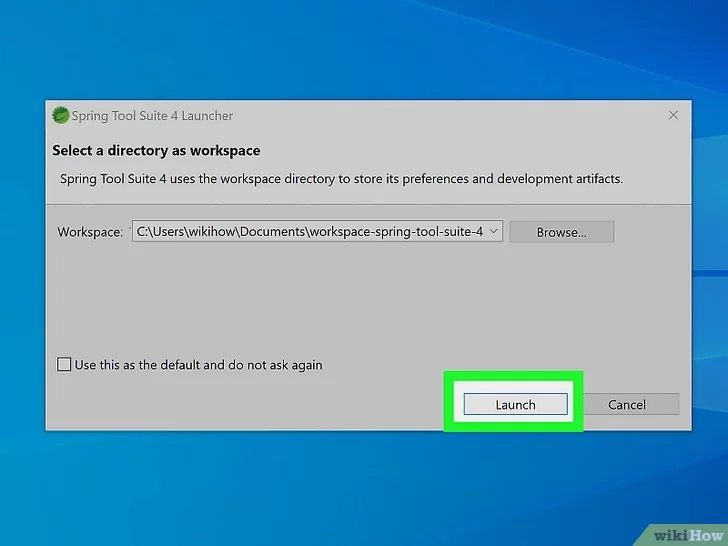 Spring Tool Suite 4 Launcher
Select a directory as workspace
Spring Tool Suite 4 uses the workspace directory to store its preferences and development artifacts.
Workspace: C:\Users\wikihow\Documents\workspace-spring-tool-suite-4 Browse...
Use this as the default and do not ask again
Launch Cancel
wikiHow